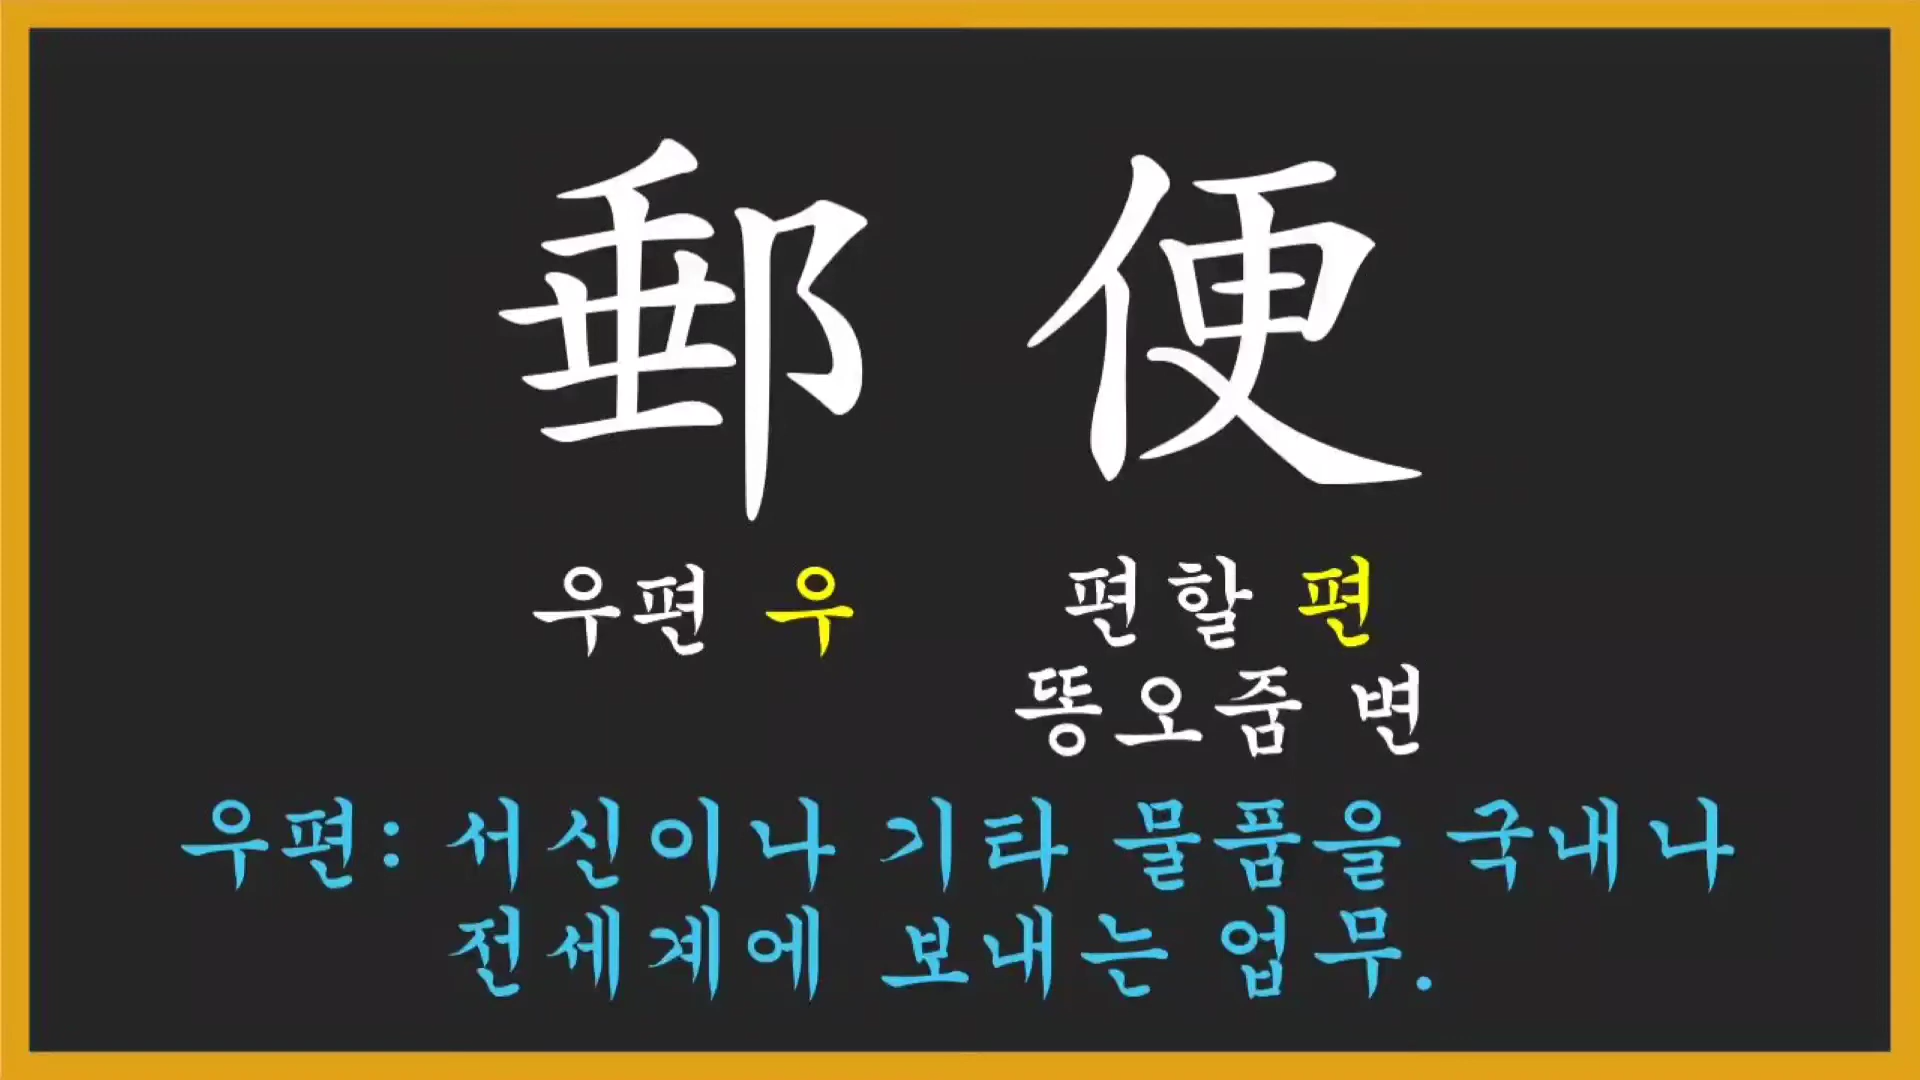 郵 便
우편 우 편할 편
똥오줌 변
우편: 서신이나 기타 물품을 국내나
전세계에 보내는 업무.